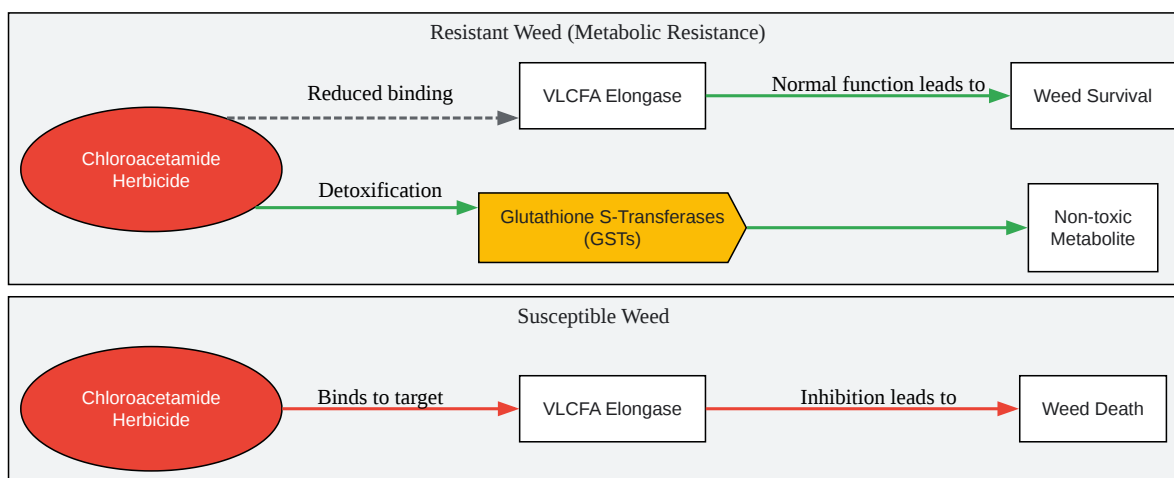 Resistant Weed (Metabolic Resistance)
Reduced binding
VLCFA Elongase
Normal function leads to
Weed Survival
Chloroacetamide
Herbicide
Detoxification
Glutathione S-Transferases
(GSTs)
Non-toxic
Metabolite
Susceptible Weed
Chloroacetamide
Herbicide
Binds to target
VLCFA Elongase
Inhibition leads to
Weed Death